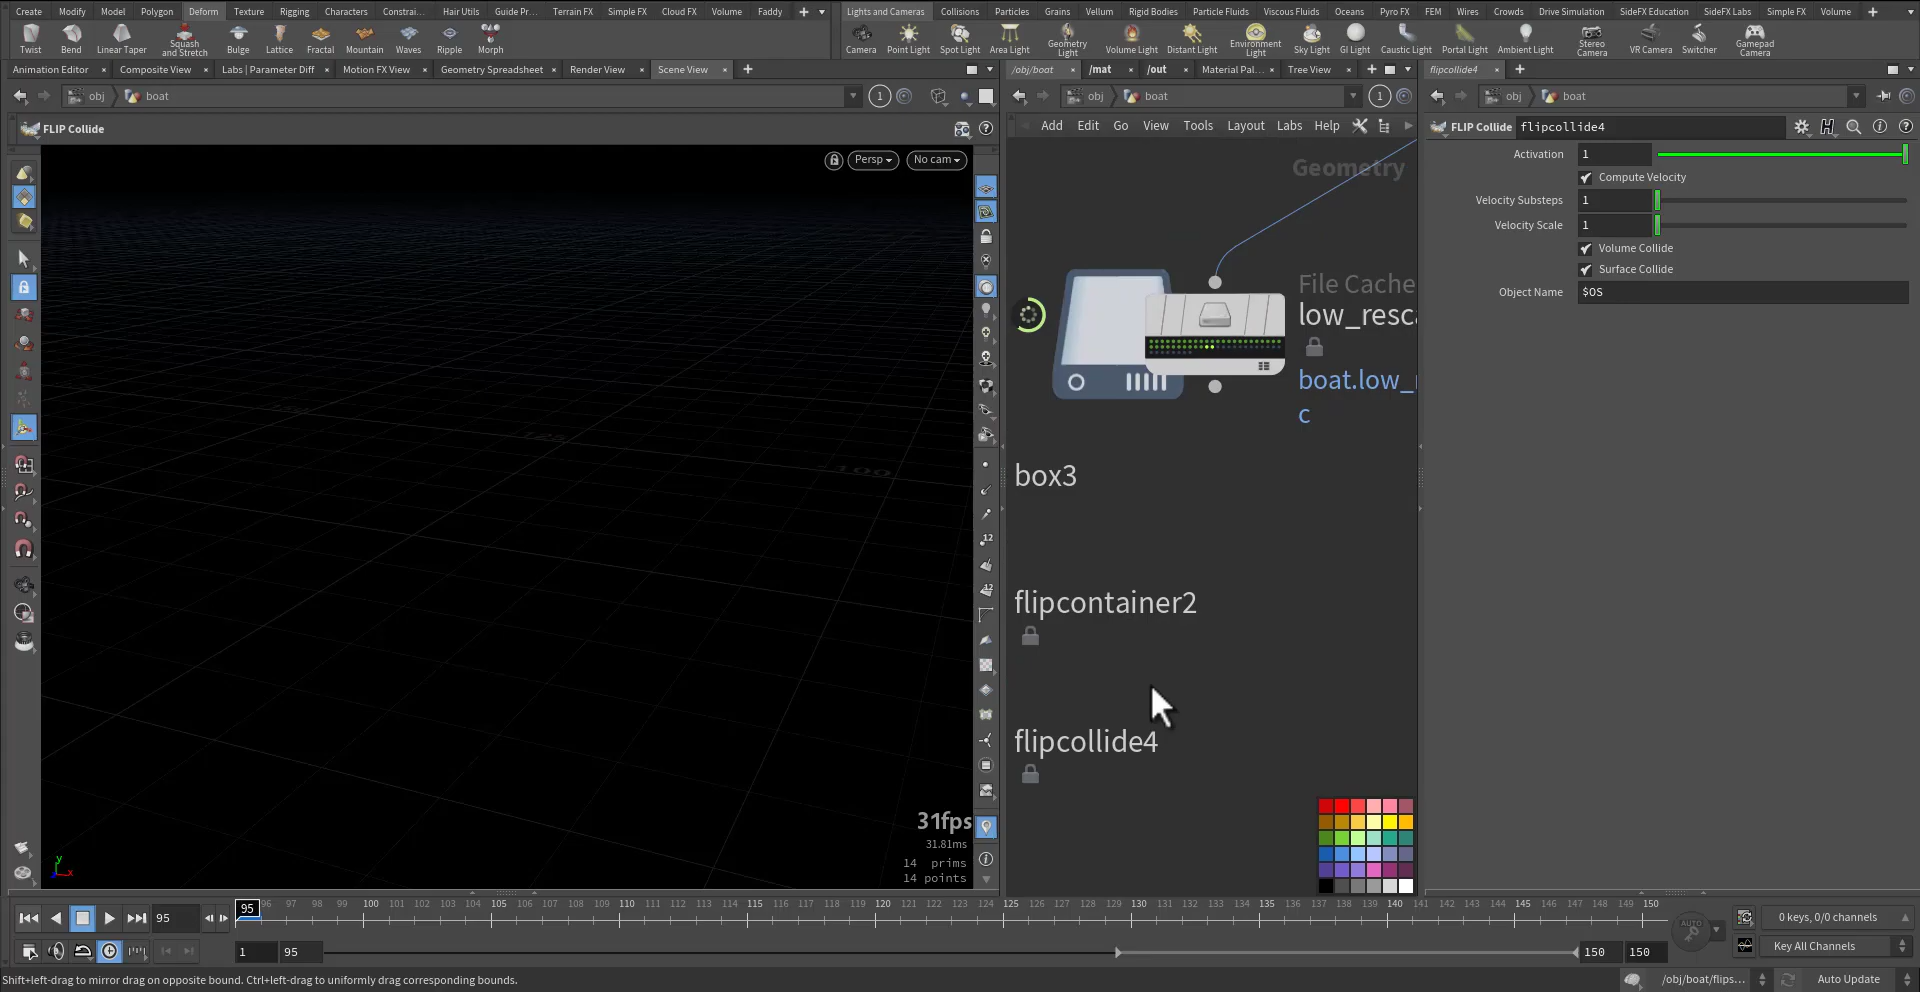 Create Modify Model Polygon Deform Texture Rigging Characters Constrai... Hair Utils Guide Pr... Terrain FX Simple FX Cloud FX Volume Faddy
Lights and Cameras Collisions Particles Grains Vellum Rigid Bodies Particle Fluids Viscous Fluids Oceans Pyro FX FEM Wires Crowds Drive Simulation SideFX Education SideFX Labs Simple FX Volume
Twist Bend Linear Taper Squash and Stretch Bulge Lattice Fractal Mountain Waves Ripple Morph
Camera Point Light Spot Light Area Light Geometry Light Volume Light Distant Light Environment Light Sky Light GI Light Caustic Light Portal Light Ambient Light Stereo Camera VR Camera Switcher Gamepad Camera
Animation Editor Composite View Labs | Parameter Diff Motion FX View Geometry Spreadsheet Render View Scene View
/obj/boat /mat /out Material Pal... Tree View
flipcollide4
obj boat
1
obj boat
1
obj boat
FLIP Collide
Add Edit Go View Tools Layout Labs Help
FLIP Collide flipcollide4
Persp No cam
Geometry
Activation 1
Compute Velocity
Velocity Substeps 1
Velocity Scale 1
Volume Collide
Surface Collide
Object Name $OS
File Cache
low_resc
boat.low_
c
box3
flipcontainer2
flipcollide4
12
12
100
31fps
31.81ms
14 prims
14 points
95
95 96 97 98 99 100 101 102 103 104 105 106 107 108 109 110 111 112 113 114 115 116 117 118 119 120 121 122 123 124 125 126 127 128 129 130 131 132 133 134 135 136 137 138 139 140 141 142 143 144 145 146 147 148 149 150
AUTO
0 keys, 0/0 channels
1 95 150 150
Key All Channels
Shift+left-drag to mirror drag on opposite bound. Ctrl+left-drag to uniformly drag corresponding bounds.
/obj/boat/flips... Auto Update